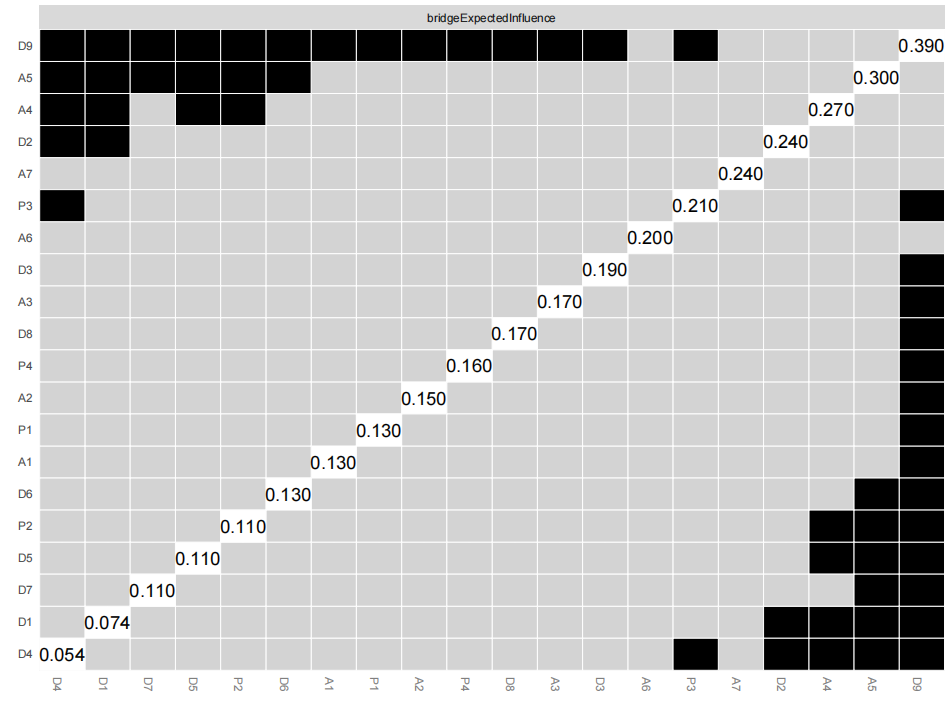 bridgeExpectedInfluence
D9 0.390
A5 0.300
A4 0.270
D2 0.240
A7 0.240
P3 0.210
A6 0.200
D3 0.190
A3 0.170
D8 0.170
P4 0.160
A2 0.150
P1 0.130
A1 0.130
D6 0.130
P2 0.110
D5 0.110
D7 0.110
D1 0.074
D4 0.054
D4 D1 D7 D5 P2 D6 A1 P1 A2 P4 D8 A3 D3 A6 P3 A7 D2 A4 A5 D9